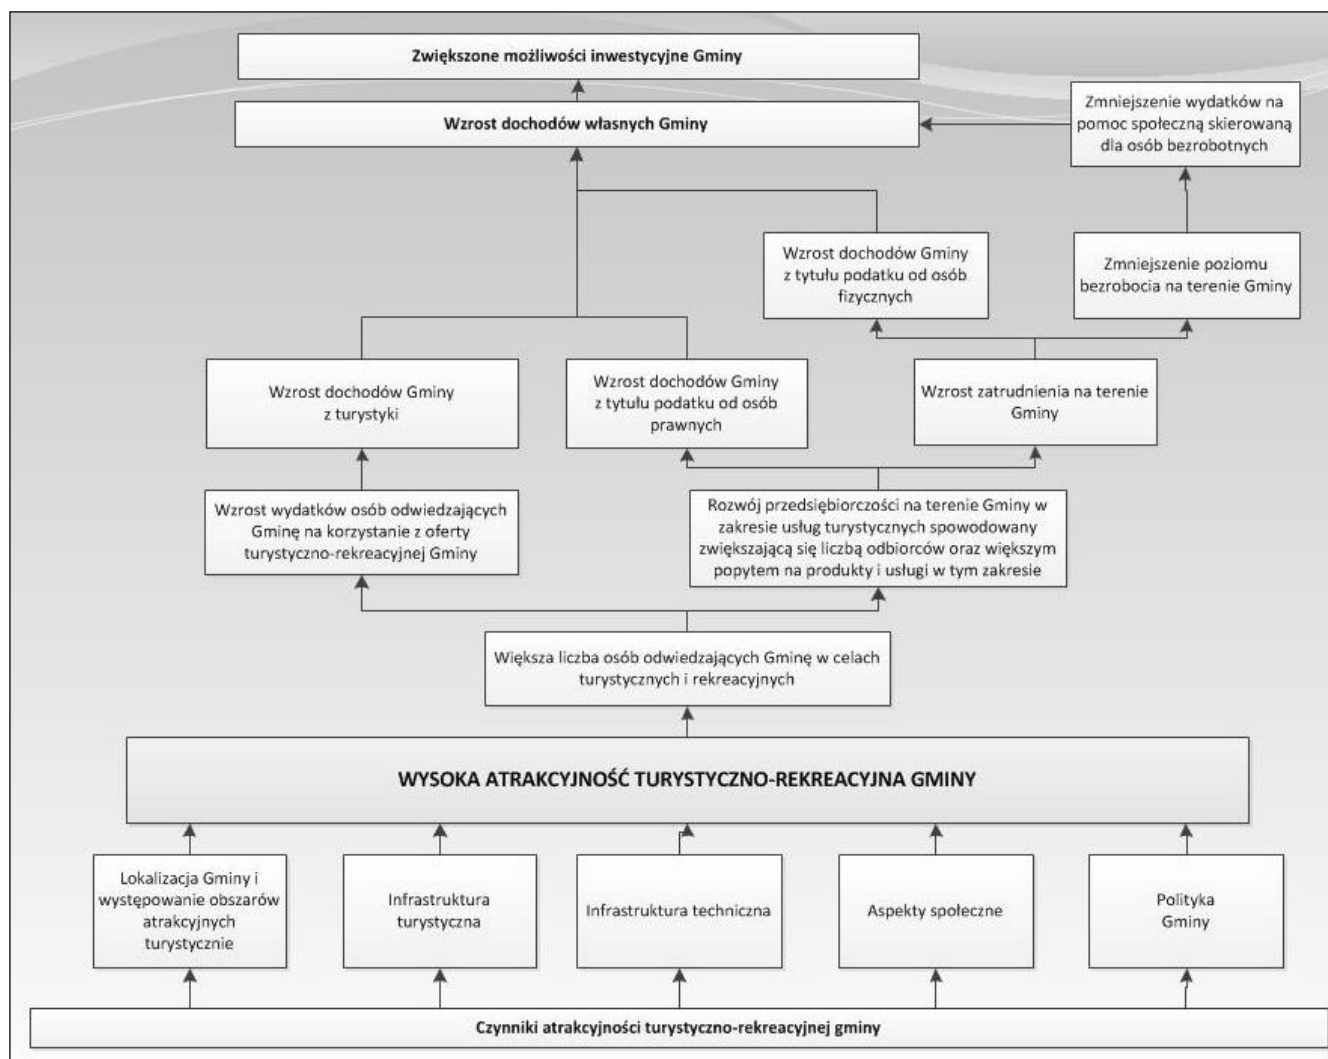 Zwiększone możliwości inwestycyjne Gminy
Wzrost dochodów własnych Gminy
Zmniejszenie wydatków na
pomoc społeczną skierowaną
dla osób bezrobotnych
Wzrost dochodów Gminy
z tytułu podatku od osób
fizycznych
Zmniejszenie poziomu
bezrobocia na terenie Gminy
Wzrost dochodów Gminy
z turystyki
Wzrost dochodów Gminy
z tytułu podatku od osób
prawnych
Wzrost zatrudnienia na terenie
Gminy
Wzrost wydatków osób odwiedzających
Gminę na korzystanie z oferty
turystyczno-rekreacyjnej Gminy
Rozwój przedsiębiorczości na terenie Gminy w
zakresie usług turystycznych spowodowany
zwiększającą się liczbą odbiorców oraz większym
popytem na produkty i usługi w tym zakresie
Większa liczba osób odwiedzających Gminę w celach
turystycznych i rekreacyjnych
WYSOKA ATRAKCYJNOŚĆ TURYSTYCZNO-REKREACYJNA GMINY
Lokalizacja Gminy i
występowanie obszarów
atrakcyjnych
turystycznie
Infrastruktura
turystyczna
Infrastruktura techniczna
Aspekty społeczne
Polityka
Gminy
Czynniki atrakcyjności turystyczno-rekreacyjnej gminy